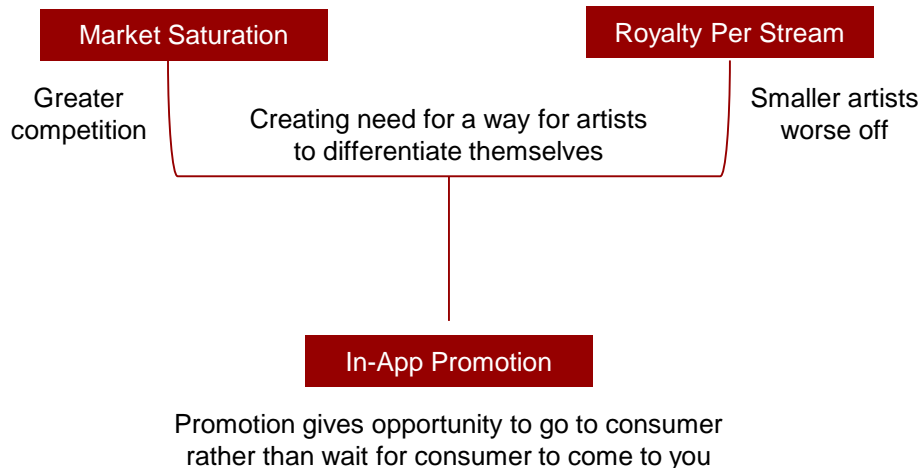 Market Saturation
Royalty Per Stream
Greater
competition
Creating need for a way for artists
to differentiate themselves
Smaller artists
worse off
In-App Promotion
Promotion gives opportunity to go to consumer
rather than wait for consumer to come to you